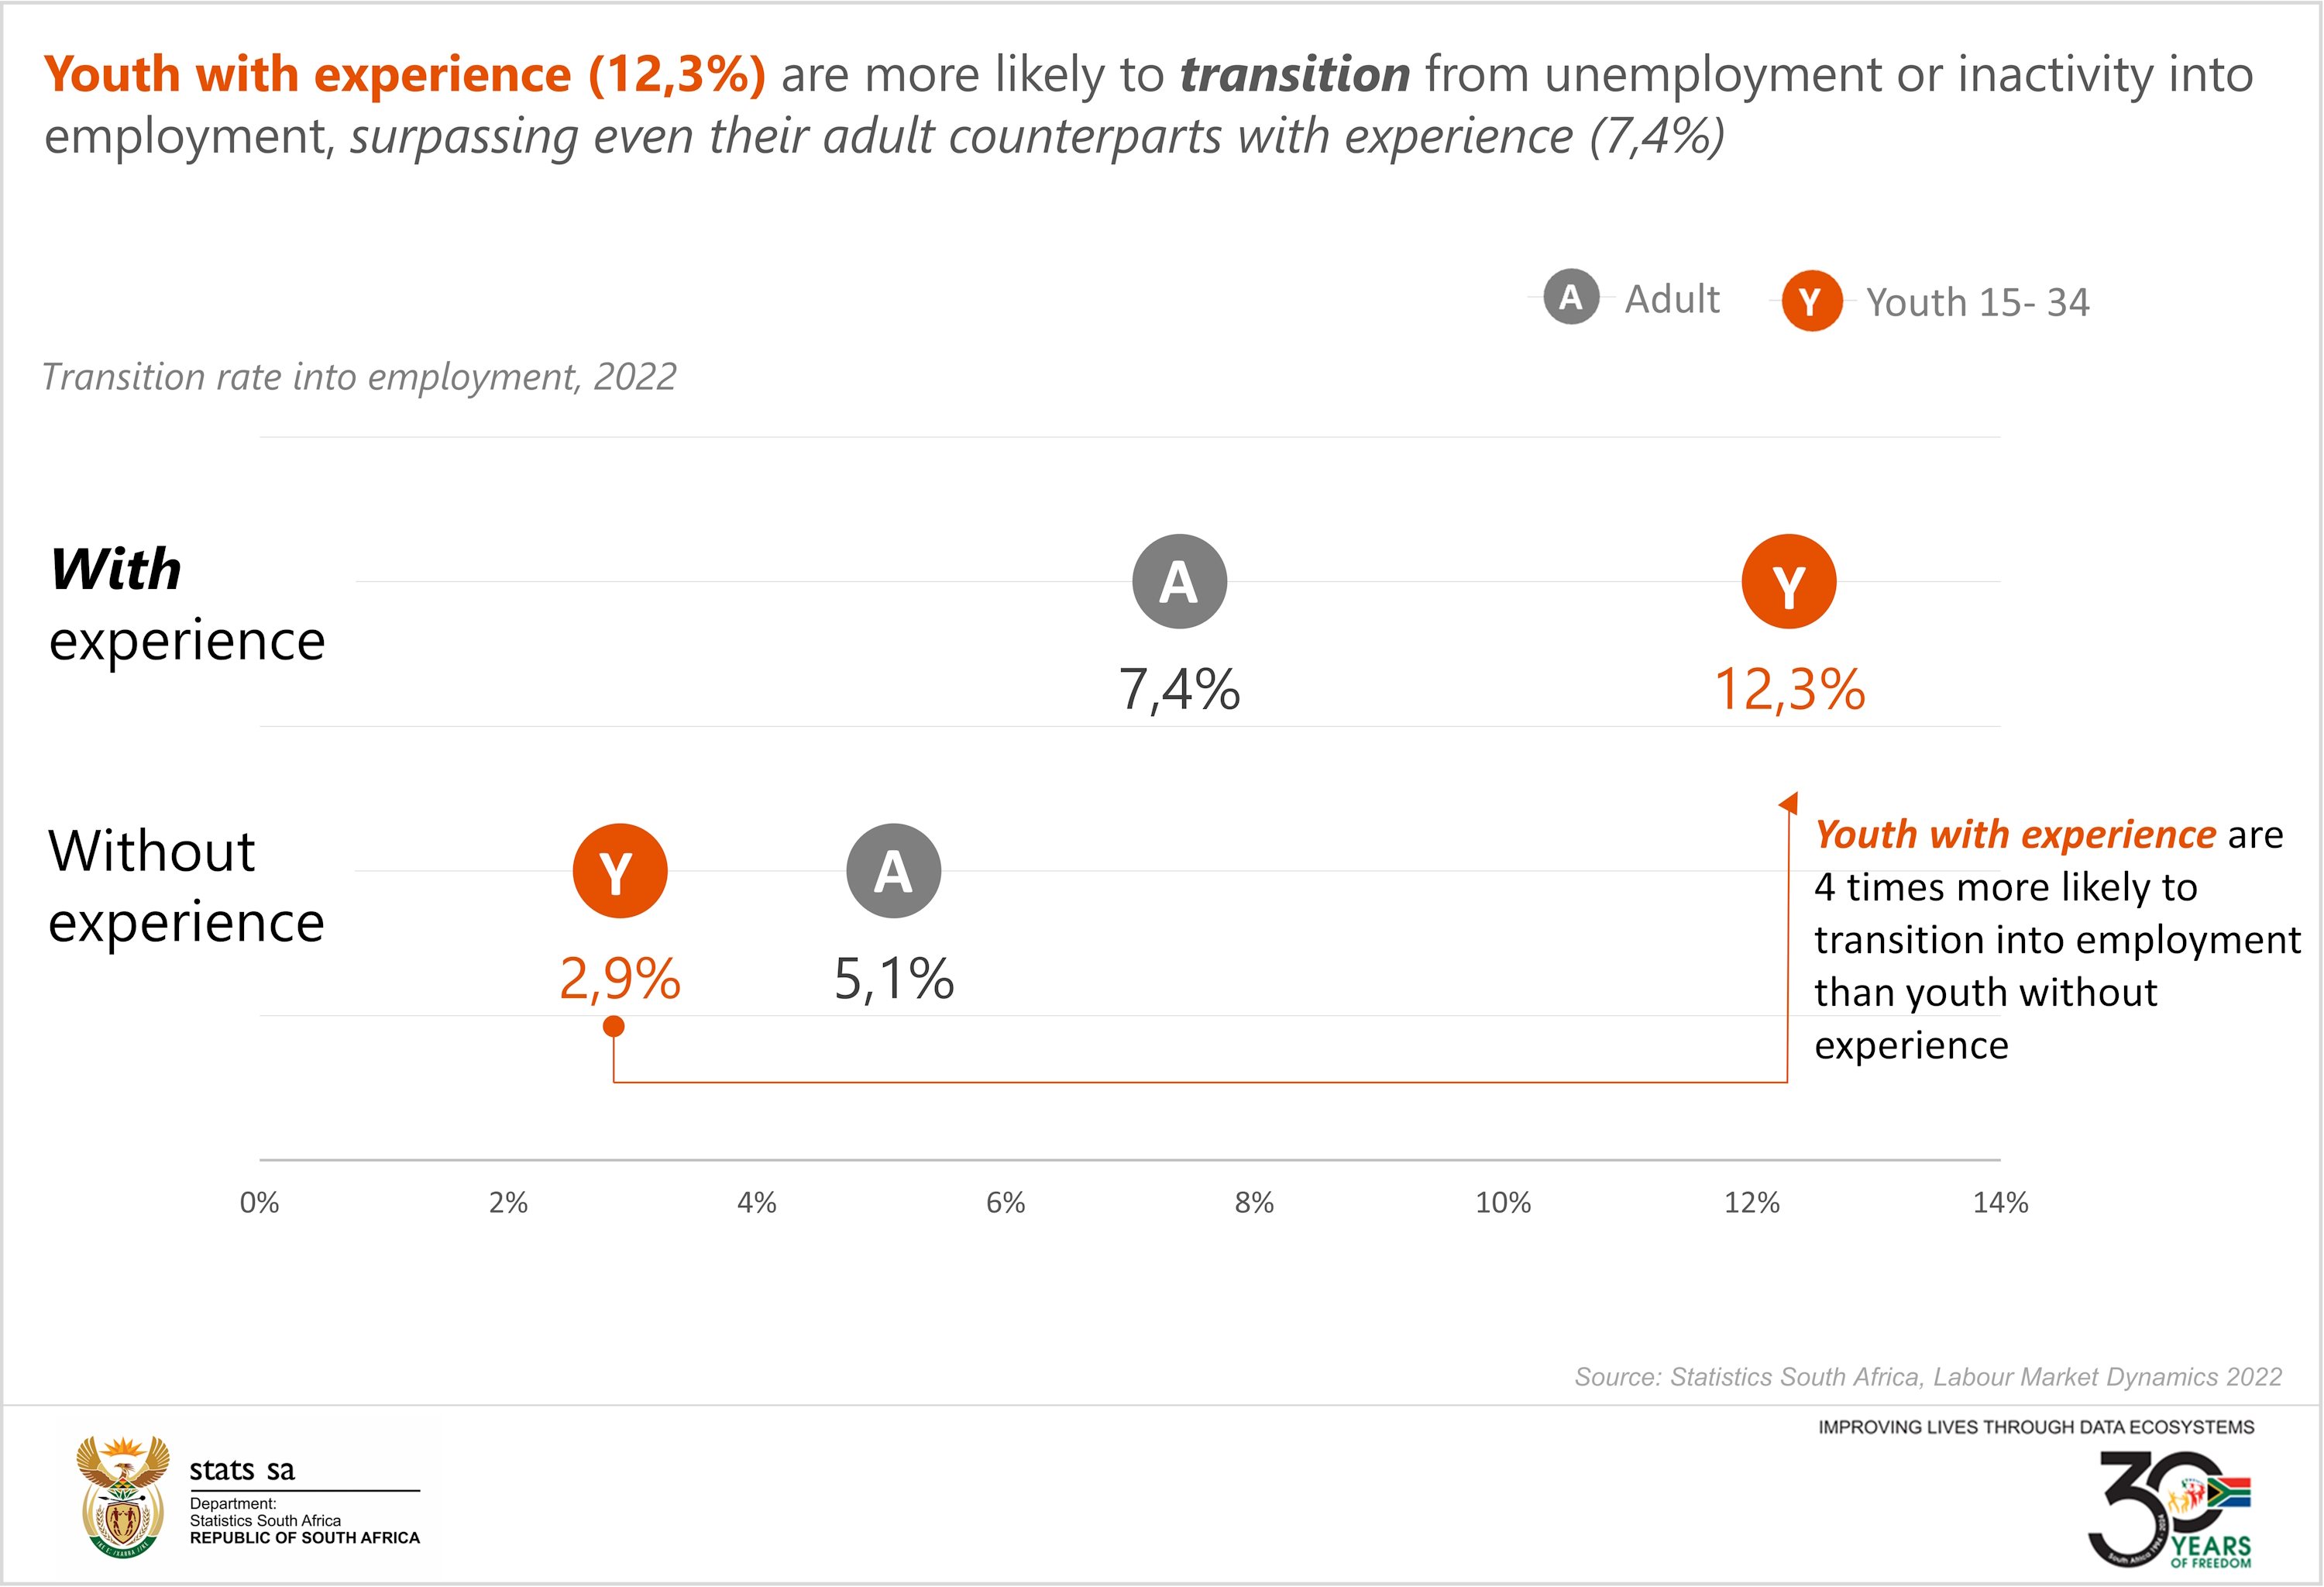 Youth with experience (12,3%) are more likely to transition from unemployment or inactivity into
employment, surpassing even their adult counterparts with experience (7,4%)
A Adult Y Youth 15- 34
Transition rate into employment, 2022
With
experience
A Y
7,4% 12,3%
Without
experience
Y A
2,9% 5,1%
Youth with experience are
4 times more likely to
transition into employment
than youth without
experience
0% 2% 4% 6% 8% 10% 12% 14%
Source: Statistics South Africa, Labour Market Dynamics 2022
stats sa
Department:
Statistics South Africa
REPUBLIC OF SOUTH AFRICA
IMPROVING LIVES THROUGH DATA ECOSYSTEMS
30
South Africa 1994 - 2024
YEARS
OF FREEDOM